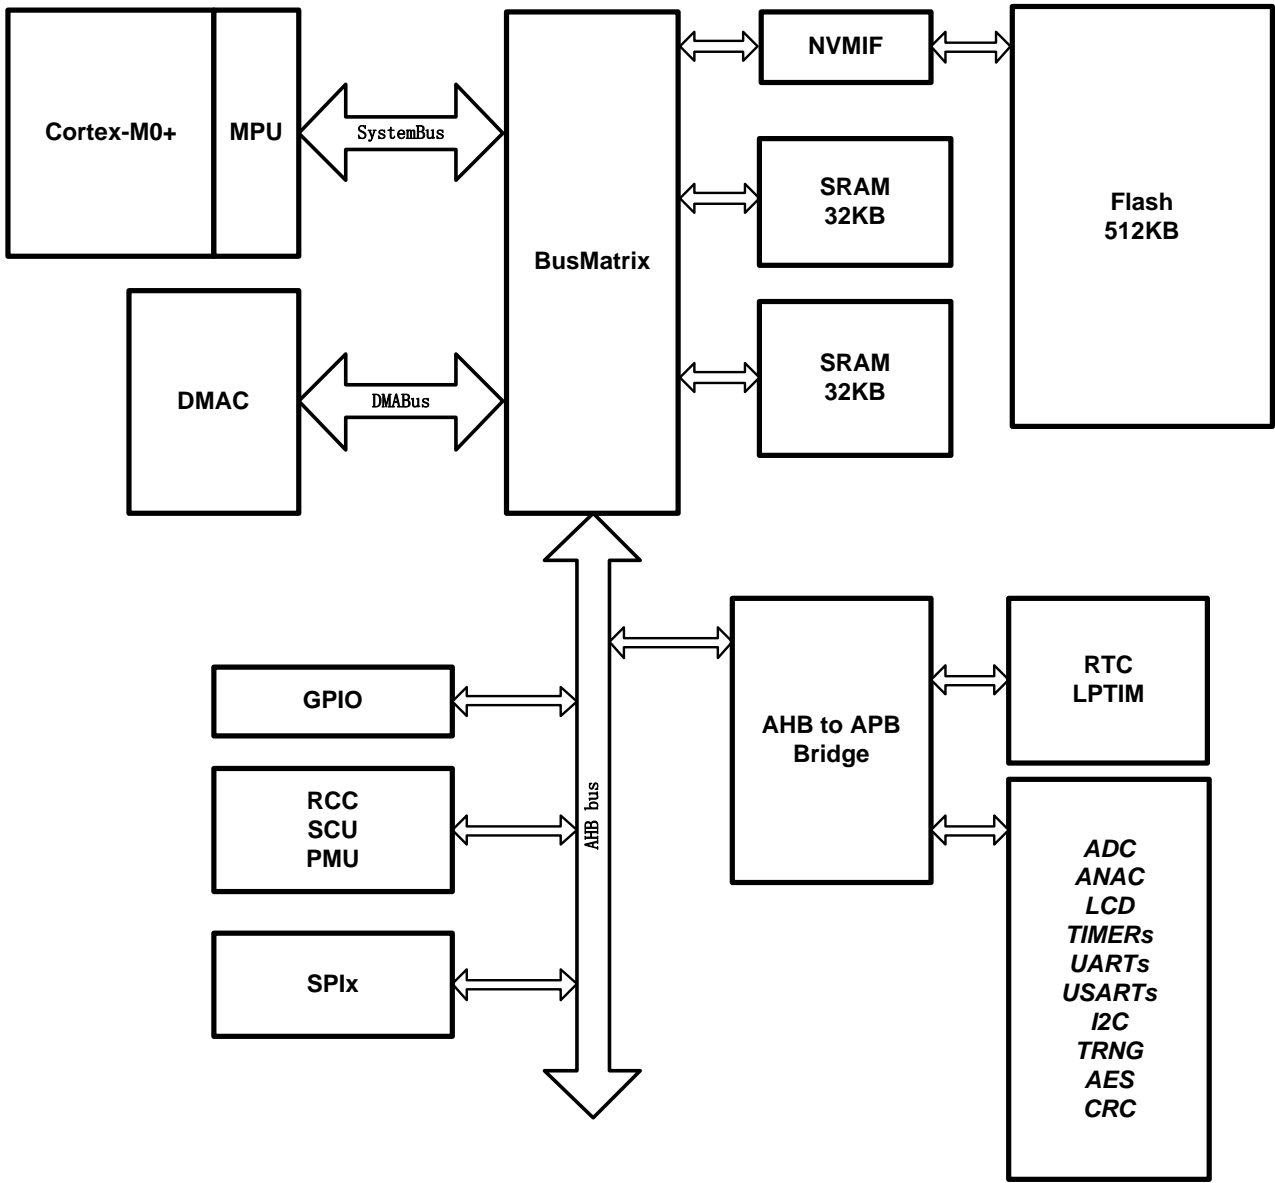 Cortex-M0+
MPU
SystemBus
BusMatrix
NVMIF
SRAM
32KB
Flash
512KB
SRAM
32KB
DMAC
DMABus
AHB bus
GPIO
RCC
SCU
PMU
SPIx
AHB to APB
Bridge
RTC
LPTIM
ADC
ANAC
LCD
TIMERs
UARTs
USARTs
I2C
TRNG
AES
CRC